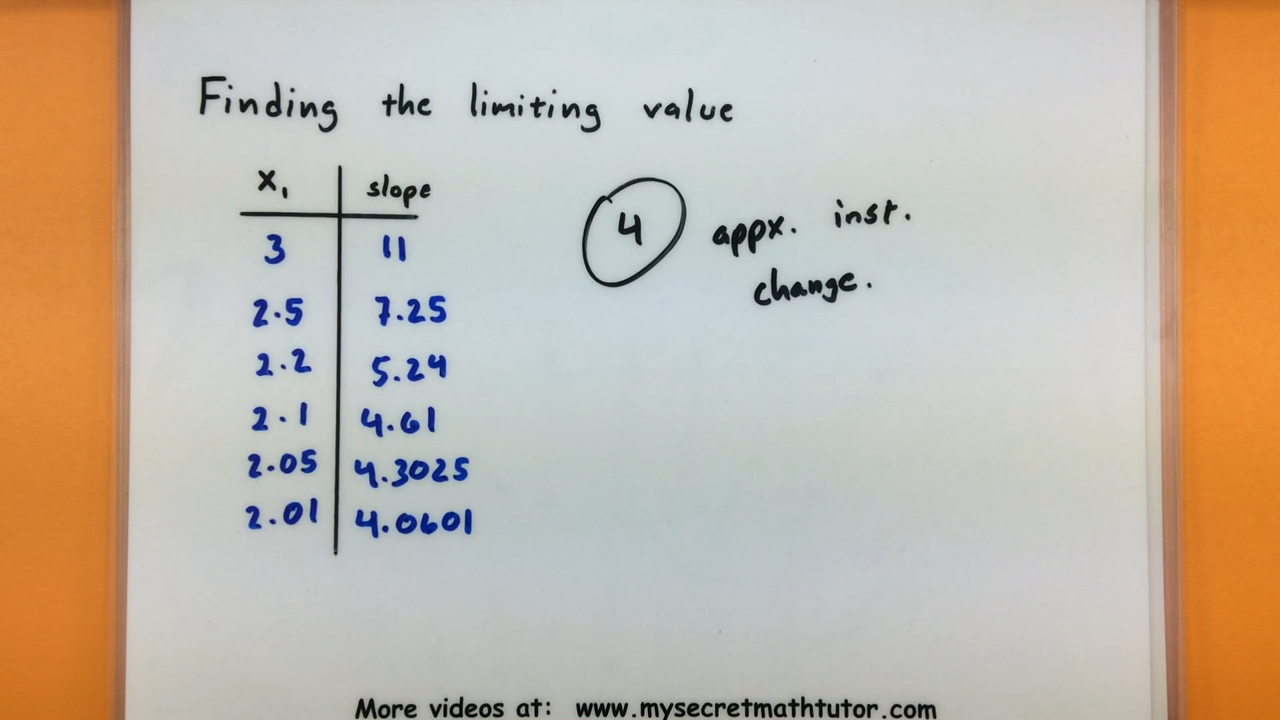 Finding the limiting value
x₁ slope
3 11
2.5 7.25
2.2 5.24
2.1 4.61
2.05 4.3025
2.01 4.0601
4 appx. inst.
change.
More videos at: www.mysecretmathtutor.com